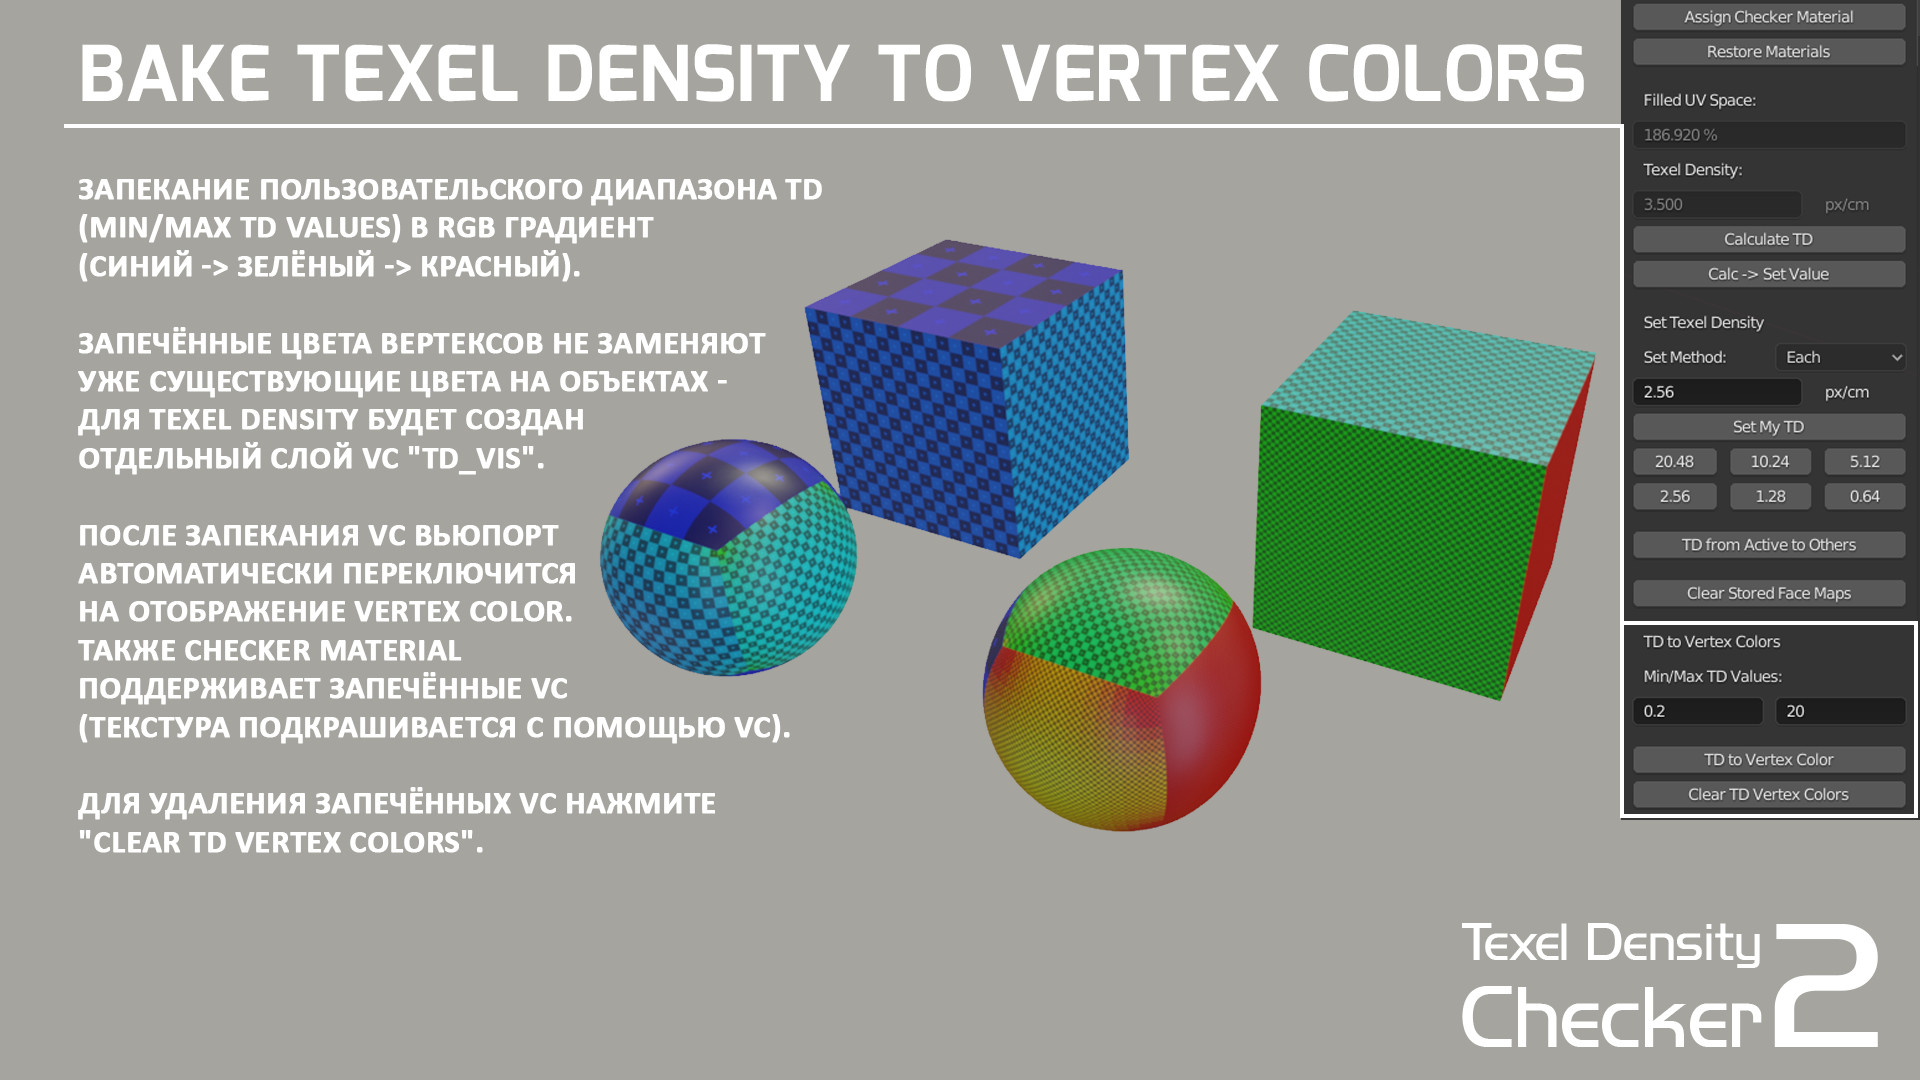 BAKE TEXEL DENSITY TO VERTEX COLORS
ЗАПЕКАНИЕ ПОЛЬЗОВАТЕЛЬСКОГО ДИАПАЗОНА TD
(MIN/MAX TD VALUES) В RGB ГРАДИЕНТ
(СИНИЙ -> ЗЕЛЁНЫЙ -> КРАСНЫЙ).
ЗАПЕЧЁННЫЕ ЦВЕТА ВЕРТЕКСОВ НЕ ЗАМЕНЯЮТ
УЖЕ СУЩЕСТВУЮЩИЕ ЦВЕТА НА ОБЪЕКТАХ -
ДЛЯ TEXEL DENSITY БУДЕТ СОЗДАН
ОТДЕЛЬНЫЙ СЛОЙ VC "TD_VIS".
ПОСЛЕ ЗАПЕКАНИЯ VC ВЬЮПОРТ
АВТОМАТИЧЕСКИ ПЕРЕКЛЮЧИТСЯ
НА ОТОБРАЖЕНИЕ VERTEX COLOR.
ТАКЖЕ CHECKER MATERIAL
ПОДДЕРЖИВАЕТ ЗАПЕЧЁННЫЕ VC
(ТЕКСТУРА ПОДКРАШИВАЕТСЯ С ПОМОЩЬЮ VC).
ДЛЯ УДАЛЕНИЯ ЗАПЕЧЁННЫХ VC НАЖМИТЕ
"CLEAR TD VERTEX COLORS".
Assign Checker Material
Restore Materials
Filled UV Space:
186.920 %
Texel Density:
3.500 px/cm
Calculate TD
Calc -> Set Value
Set Texel Density
Set Method: Each
2.56 px/cm
Set My TD
20.48 10.24 5.12
2.56 1.28 0.64
TD from Active to Others
Clear Stored Face Maps
TD to Vertex Colors
Min/Max TD Values:
0.2 20
TD to Vertex Color
Clear TD Vertex Colors
Texel Density
Checker 2